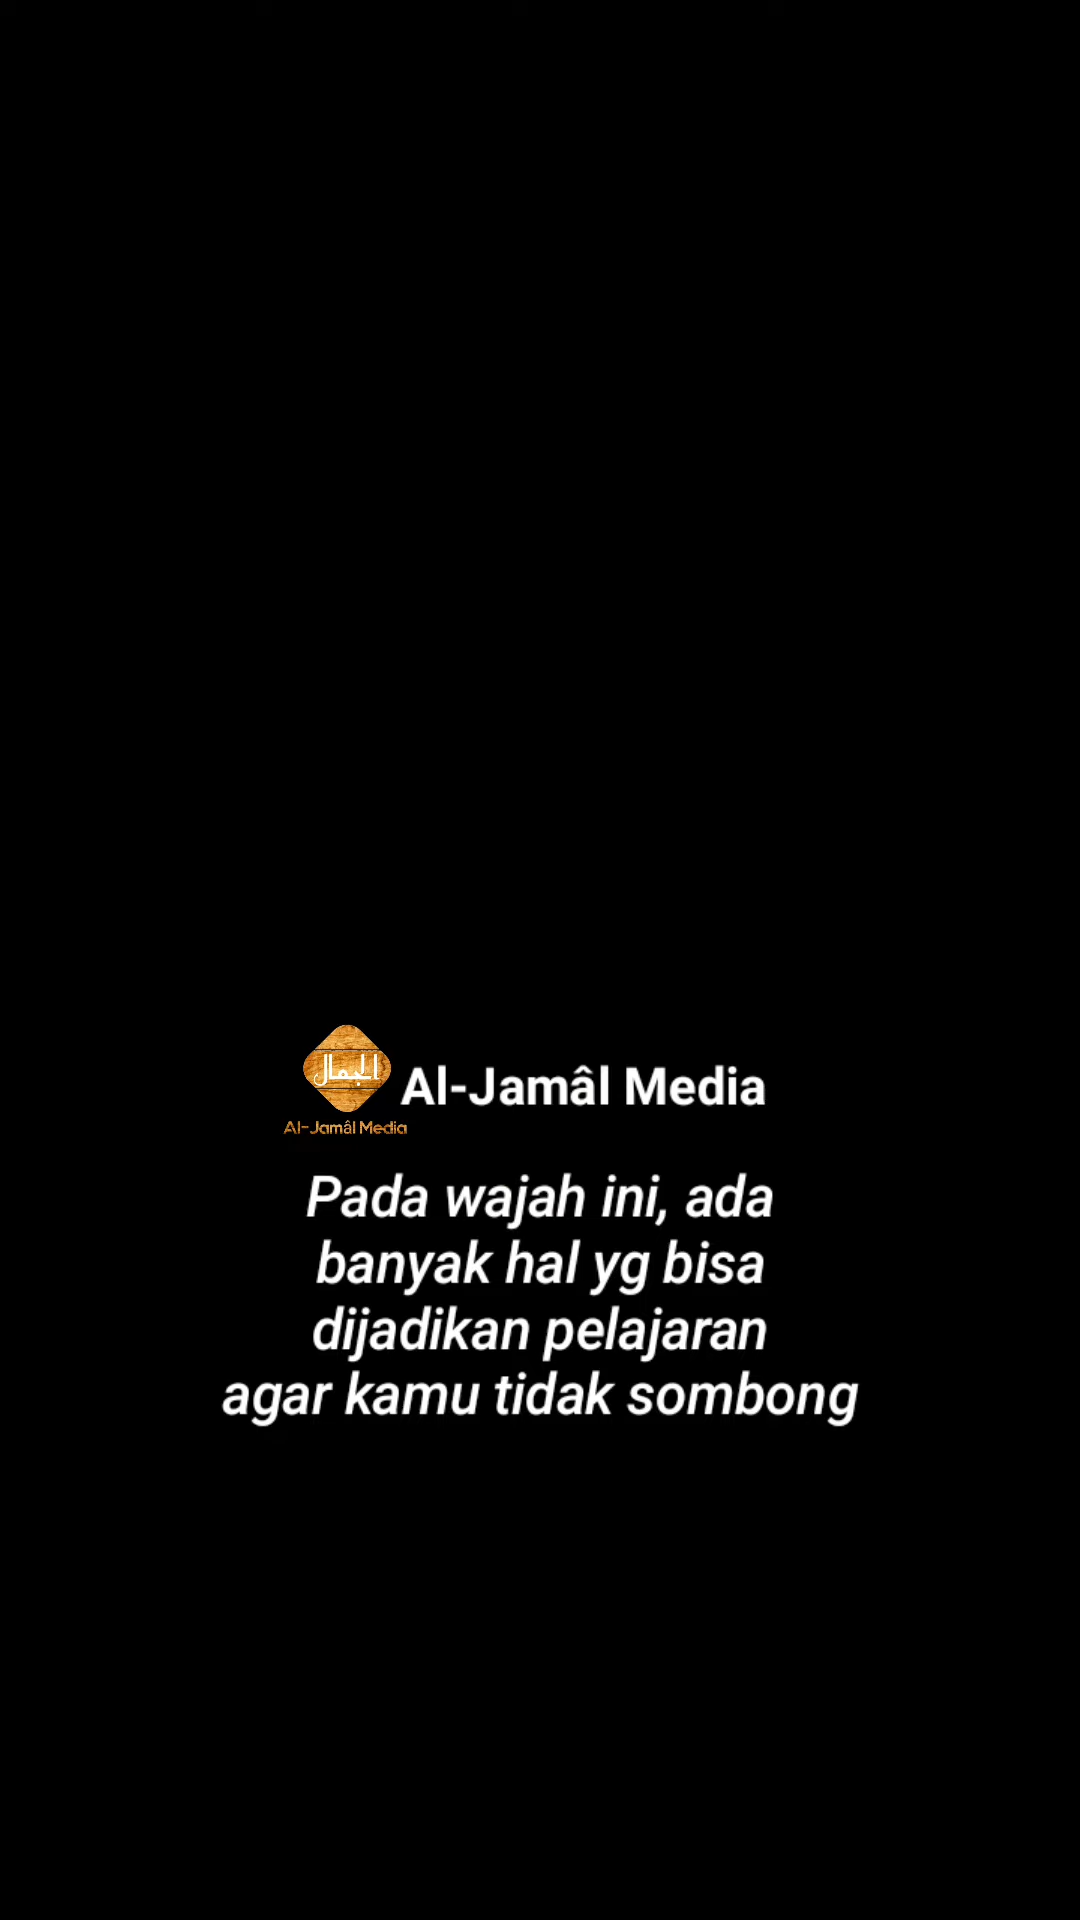 الجمال
Al-Jamâl Media
Al-Jamâl Media
Pada wajah ini, ada
banyak hal yg bisa
dijadikan pelajaran
agar kamu tidak sombong